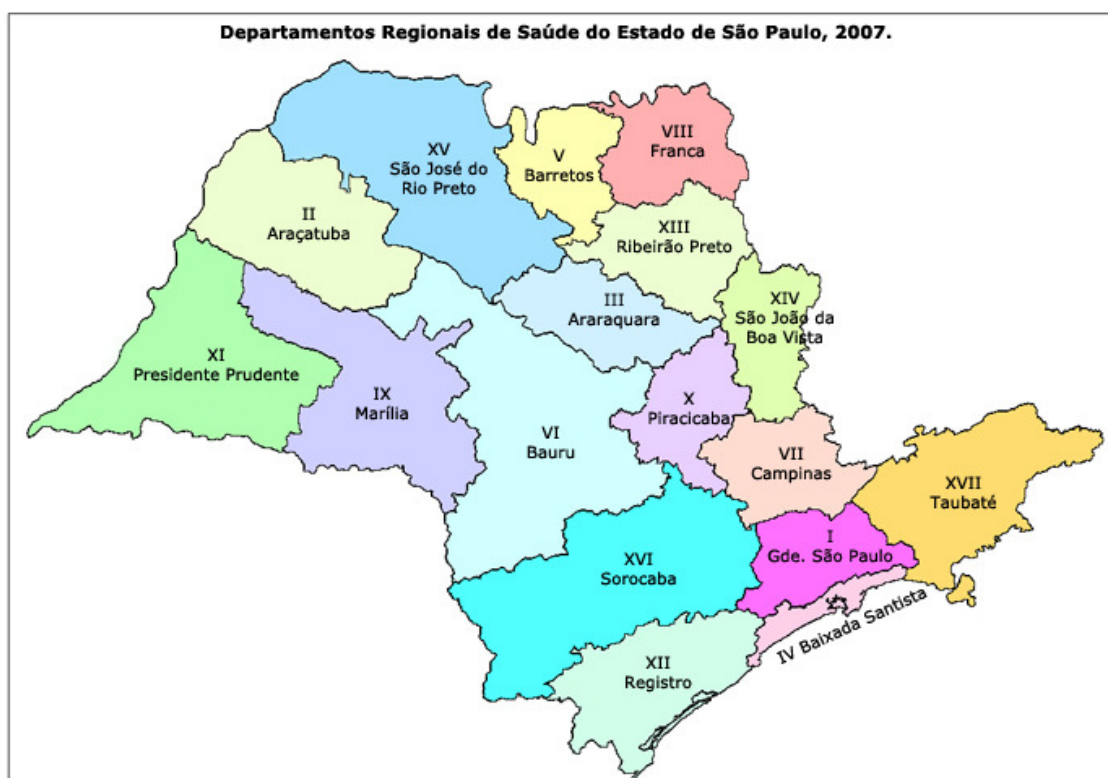 Departamentos Regionais de Saúde do Estado de São Paulo, 2007.
VIII
Franca
XV
São José do
Rio Preto
V
Barretos
II
Araçatuba
XIII
Ribeirão Preto
III
Araraquara
XIV
São João da
Boa Vista
XI
Presidente Prudente
IX
Marília
X
Piracicaba
VI
Bauru
VII
Campinas
XVII
Taubaté
I
Gde. São Paulo
XVI
Sorocaba
IV Baixada Santista
XII
Registro